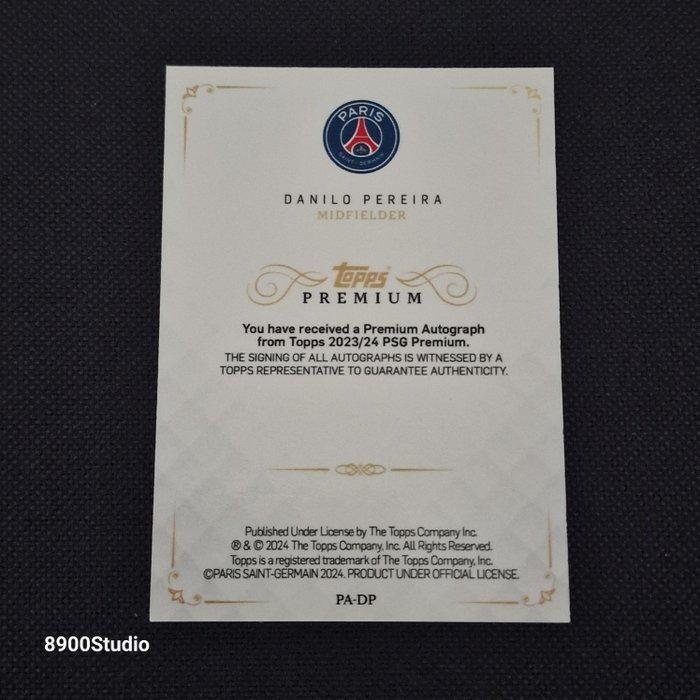 PARIS
SAINT-GERMAIN
DANILO PEREIRA
MIDFIELDER
topps
PREMIUM
You have received a Premium Autograph
from Topps 2023/24 PSG Premium.
THE SIGNING OF ALL AUTOGRAPHS IS WITNESSED BY A
TOPPS REPRESENTATIVE TO GUARANTEE AUTHENTICITY.
Published Under License by The Topps Company Inc.
® & © 2024 The Topps Company, Inc. All Rights Reserved.
Topps is a registered trademark of The Topps Company, Inc.
©PARIS SAINT-GERMAIN 2024. PRODUCT UNDER OFFICIAL LICENSE.
PA-DP
8900Studio